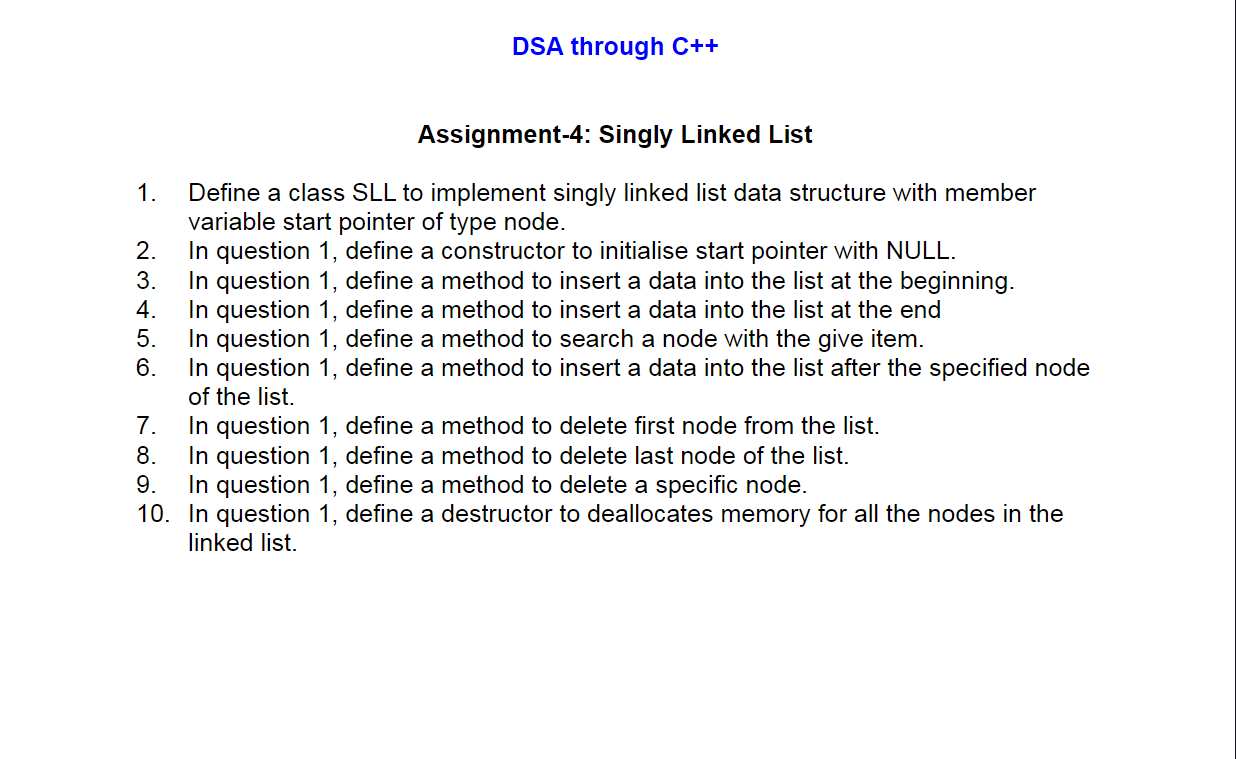 DSA through C++
Assignment-4: Singly Linked List
1. Define a class SLL to implement singly linked list data structure with member
variable start pointer of type node.
2. In question 1, define a constructor to initialise start pointer with NULL.
3. In question 1, define a method to insert a data into the list at the beginning.
4. In question 1, define a method to insert a data into the list at the end
5. In question 1, define a method to search a node with the give item.
6. In question 1, define a method to insert a data into the list after the specified node
of the list.
7. In question 1, define a method to delete first node from the list.
8. In question 1, define a method to delete last node of the list.
9. In question 1, define a method to delete a specific node.
10. In question 1, define a destructor to deallocates memory for all the nodes in the
linked list.